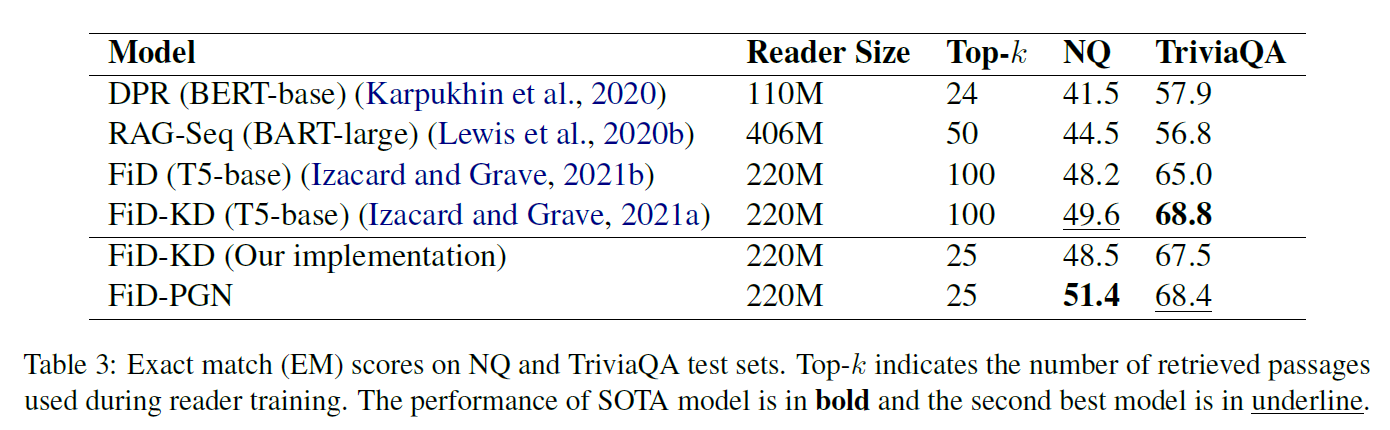 Model Reader Size Top-k NQ TriviaQA
DPR (BERT-base) (Karpukhin et al., 2020) 110M 24 41.5 57.9
RAG-Seq (BART-large) (Lewis et al., 2020b) 406M 50 44.5 56.8
FiD (T5-base) (Izacard and Grave, 2021b) 220M 100 48.2 65.0
FiD-KD (T5-base) (Izacard and Grave, 2021a) 220M 100 49.6 68.8
FiD-KD (Our implementation) 220M 25 48.5 67.5
FiD-PGN 220M 25 51.4 68.4
Table 3: Exact match (EM) scores on NQ and TriviaQA test sets. Top-k indicates the number of retrieved passages
used during reader training. The performance of SOTA model is in bold and the second best model is in underline.